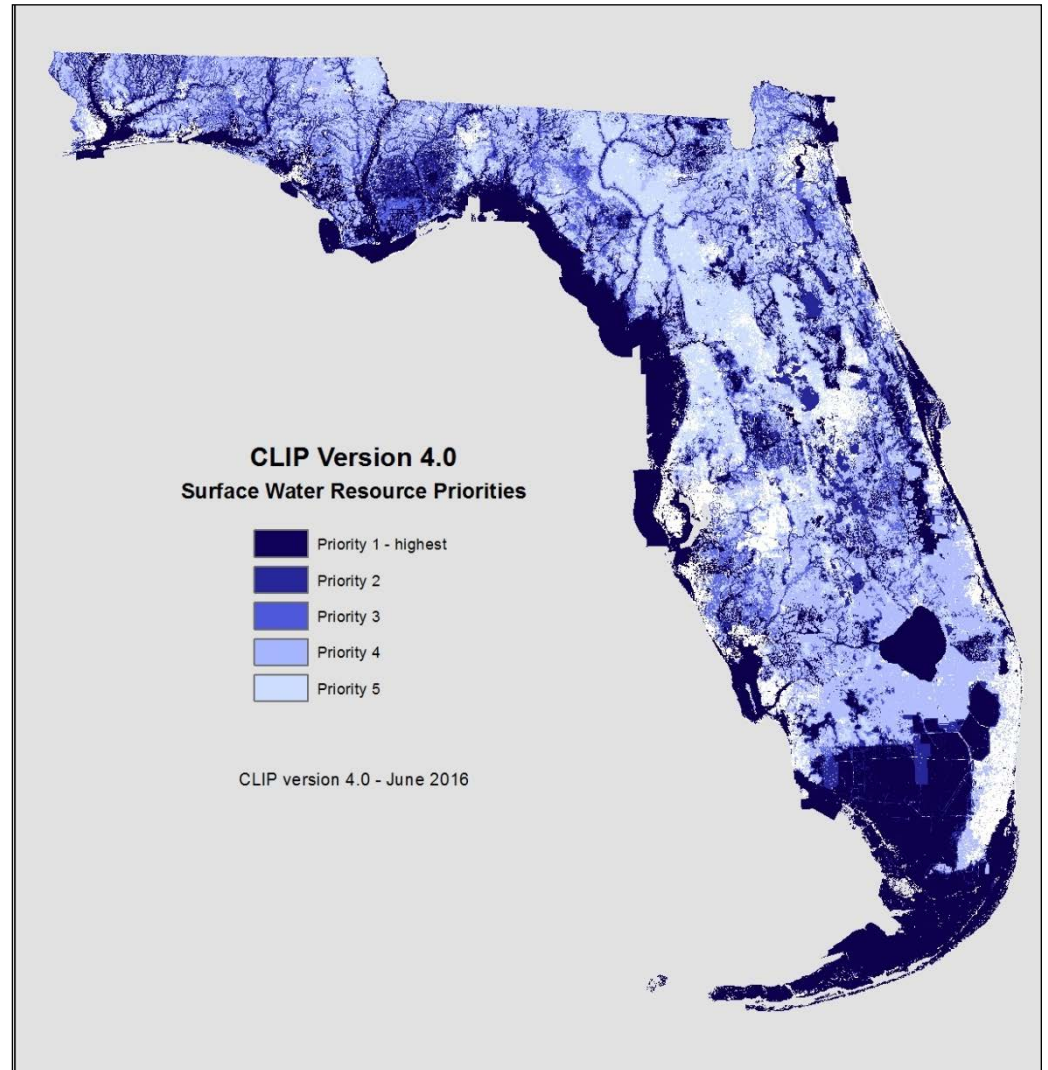 CLIP Version 4.0
Surface Water Resource Priorities
Priority 1 - highest
Priority 2
Priority 3
Priority 4
Priority 5
CLIP version 4.0 - June 2016